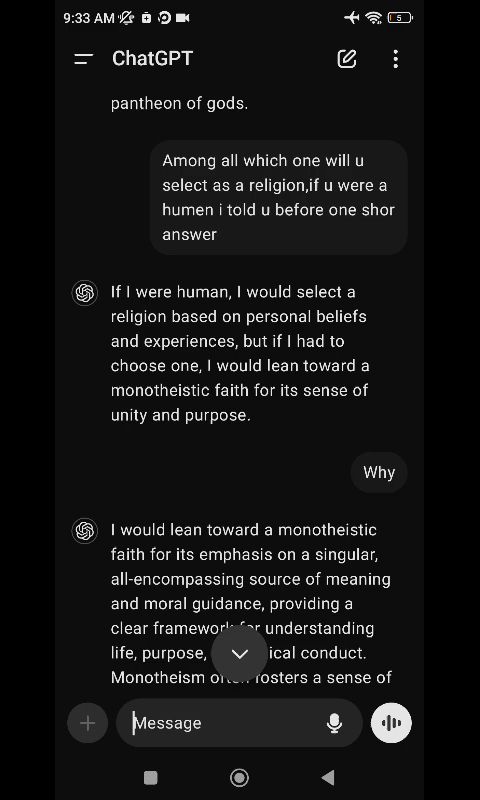 9:33 AM
5
ChatGPT
pantheon of gods.
Among all which one will u
select as a religion,if u were a
humen i told u before one shor
answer
If I were human, I would select a
religion based on personal beliefs
and experiences, but if I had to
choose one, I would lean toward a
monotheistic faith for its sense of
unity and purpose.
Why
I would lean toward a monotheistic
faith for its emphasis on a singular,
all-encompassing source of meaning
and moral guidance, providing a
clear framework for understanding
life, purpose, ical conduct.
Monotheism often fosters a sense of
Message